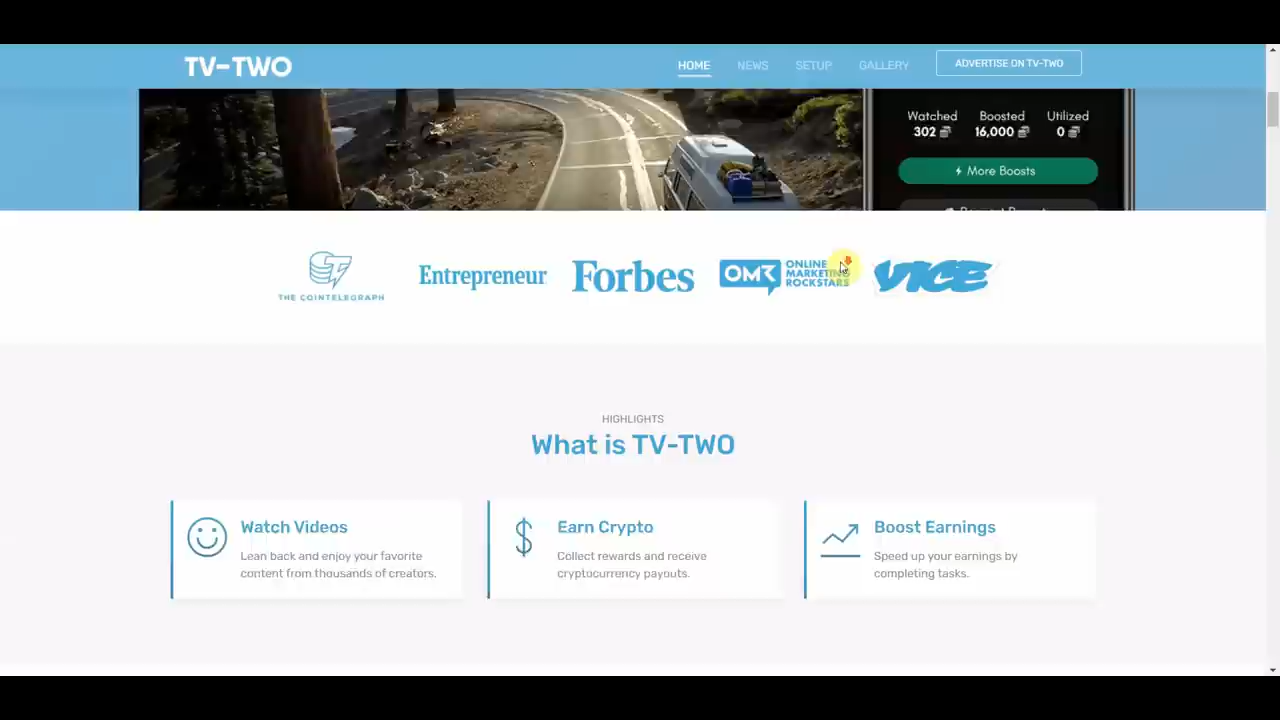 TV-TWO
HOME NEWS SETUP GALLERY ADVERTISE ON TV-TWO
Watched Boosted Utilized
302 16,000 0
More Boosts
THE COINTELEGRAPH
Entrepreneur
Forbes
OMR ONLINE
MARKETING
ROCKSTARS
VICE
HIGHLIGHTS
What is TV-TWO
Watch Videos
Lean back and enjoy your favorite
content from thousands of creators.
Earn Crypto
Collect rewards and receive
cryptocurrency payouts.
Boost Earnings
Speed up your earnings by
completing tasks.